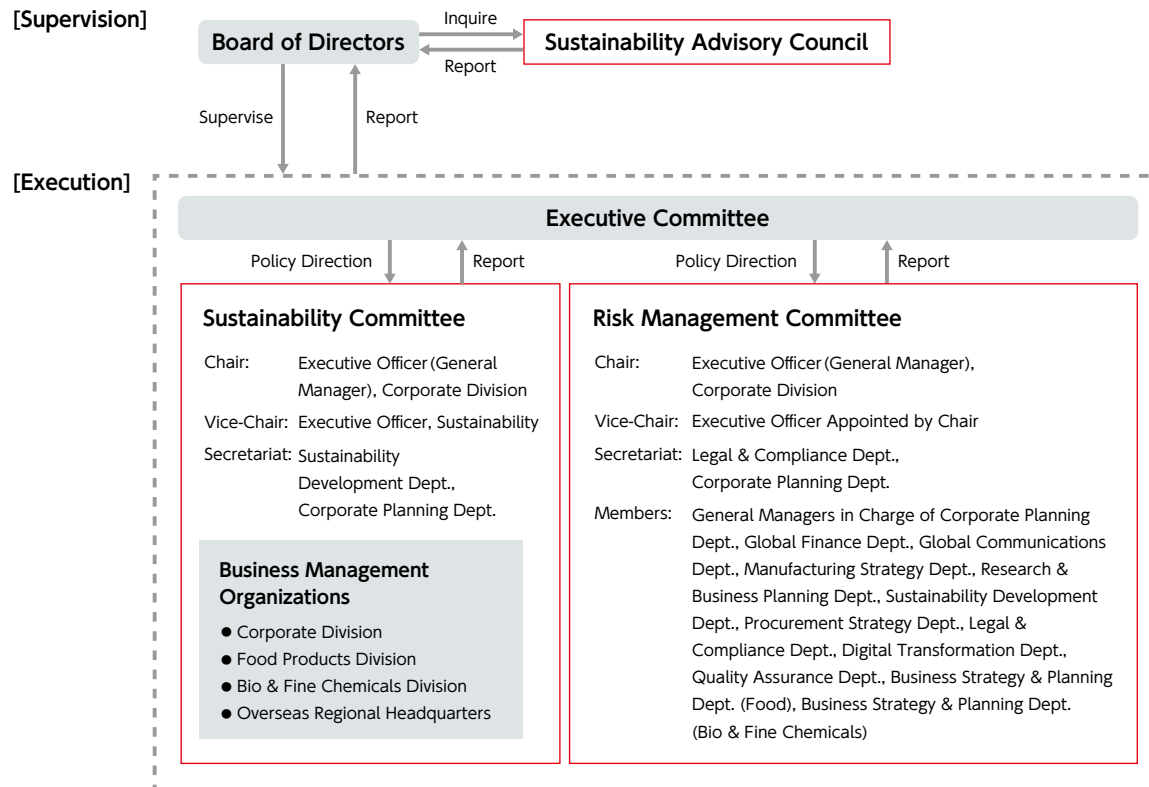 [Supervision]
Board of Directors
Inquire
Report
Sustainability Advisory Council
Supervise
Report
[Execution]
Executive Committee
Policy Direction
Report
Policy Direction
Report
Sustainability Committee
Chair: Executive Officer (General
Manager), Corporate Division
Vice-Chair: Executive Officer, Sustainability
Secretariat: Sustainability
Development Dept.,
Corporate Planning Dept.
Business Management
Organizations
● Corporate Division
● Food Products Division
● Bio & Fine Chemicals Division
● Overseas Regional Headquarters
Risk Management Committee
Chair: Executive Officer (General Manager),
Corporate Division
Vice-Chair: Executive Officer Appointed by Chair
Secretariat: Legal & Compliance Dept.,
Corporate Planning Dept.
Members: General Managers in Charge of Corporate Planning
Dept., Global Finance Dept., Global Communications
Dept., Manufacturing Strategy Dept., Research &
Business Planning Dept., Sustainability Development
Dept., Procurement Strategy Dept., Legal &
Compliance Dept., Digital Transformation Dept.,
Quality Assurance Dept., Business Strategy & Planning
Dept. (Food), Business Strategy & Planning Dept.
(Bio & Fine Chemicals)